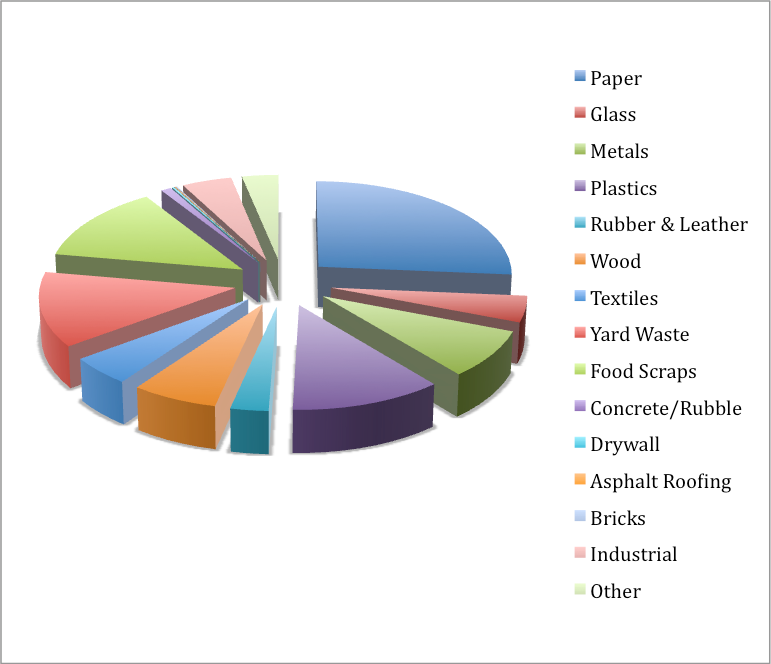 Paper
Glass
Metals
Plastics
Rubber & Leather
Wood
Textiles
Yard Waste
Food Scraps
Concrete/Rubble
Drywall
Asphalt Roofing
Bricks
Industrial
Other